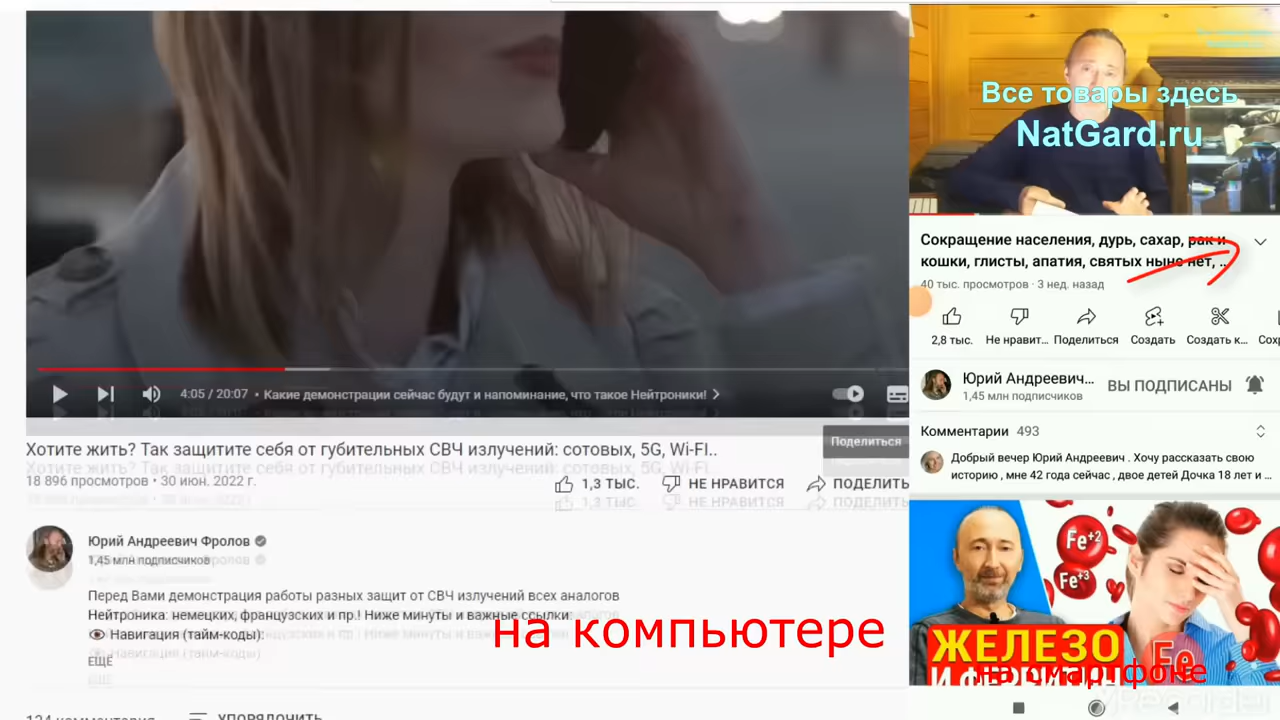 4:05 / 20:07 • Какие демонстрации сейчас будут и напоминание, что такое Нейтроники!
Хотите жить? Так защитите себя от губительных СВЧ излучений: сотовых, 5G, Wi-FI..
Поделиться
18 896 просмотров • 30 июн. 2022 г.
1,3 ТЫС.
НЕ НРАВИТСЯ
ПОДЕЛИТЬ
Юрий Андреевич Фролов
1,45 млн подписчиков
Перед Вами демонстрация работы разных защит от СВЧ излучений всех аналогов
Нейтроника: немецких, французских и пр.! Ниже минуты и важные ссылки:
Навигация (тайм-коды):
ЕЩЁ
на компьютере
УПОРЯДОЧИТЬ
Все товары здесь
NatGard.ru
Сокращение населения, дурь, сахар, рак и
кошки, глисты, апатия, святых ныне нет, ...
40 тыс. просмотров · 3 нед. назад
2,8 тыс.
Не нравит...
Поделиться
Создать
Создать к...
Сох
Юрий Андреевич...
1,45 млн подписчиков
ВЫ ПОДПИСАНЫ
Комментарии 493
Добрый вечер Юрий Андреевич . Хочу рассказать свою
историю , мне 42 года сейчас , двое детей Дочка 18 лет и ...
Fe+2
Fe+3
ЖЕЛЕЗО
Fe